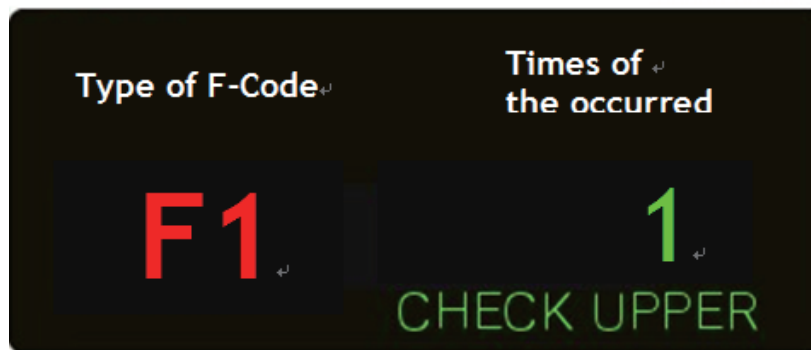 Type of F-Code
Times of
the occurred
F1
1
CHECK UPPER